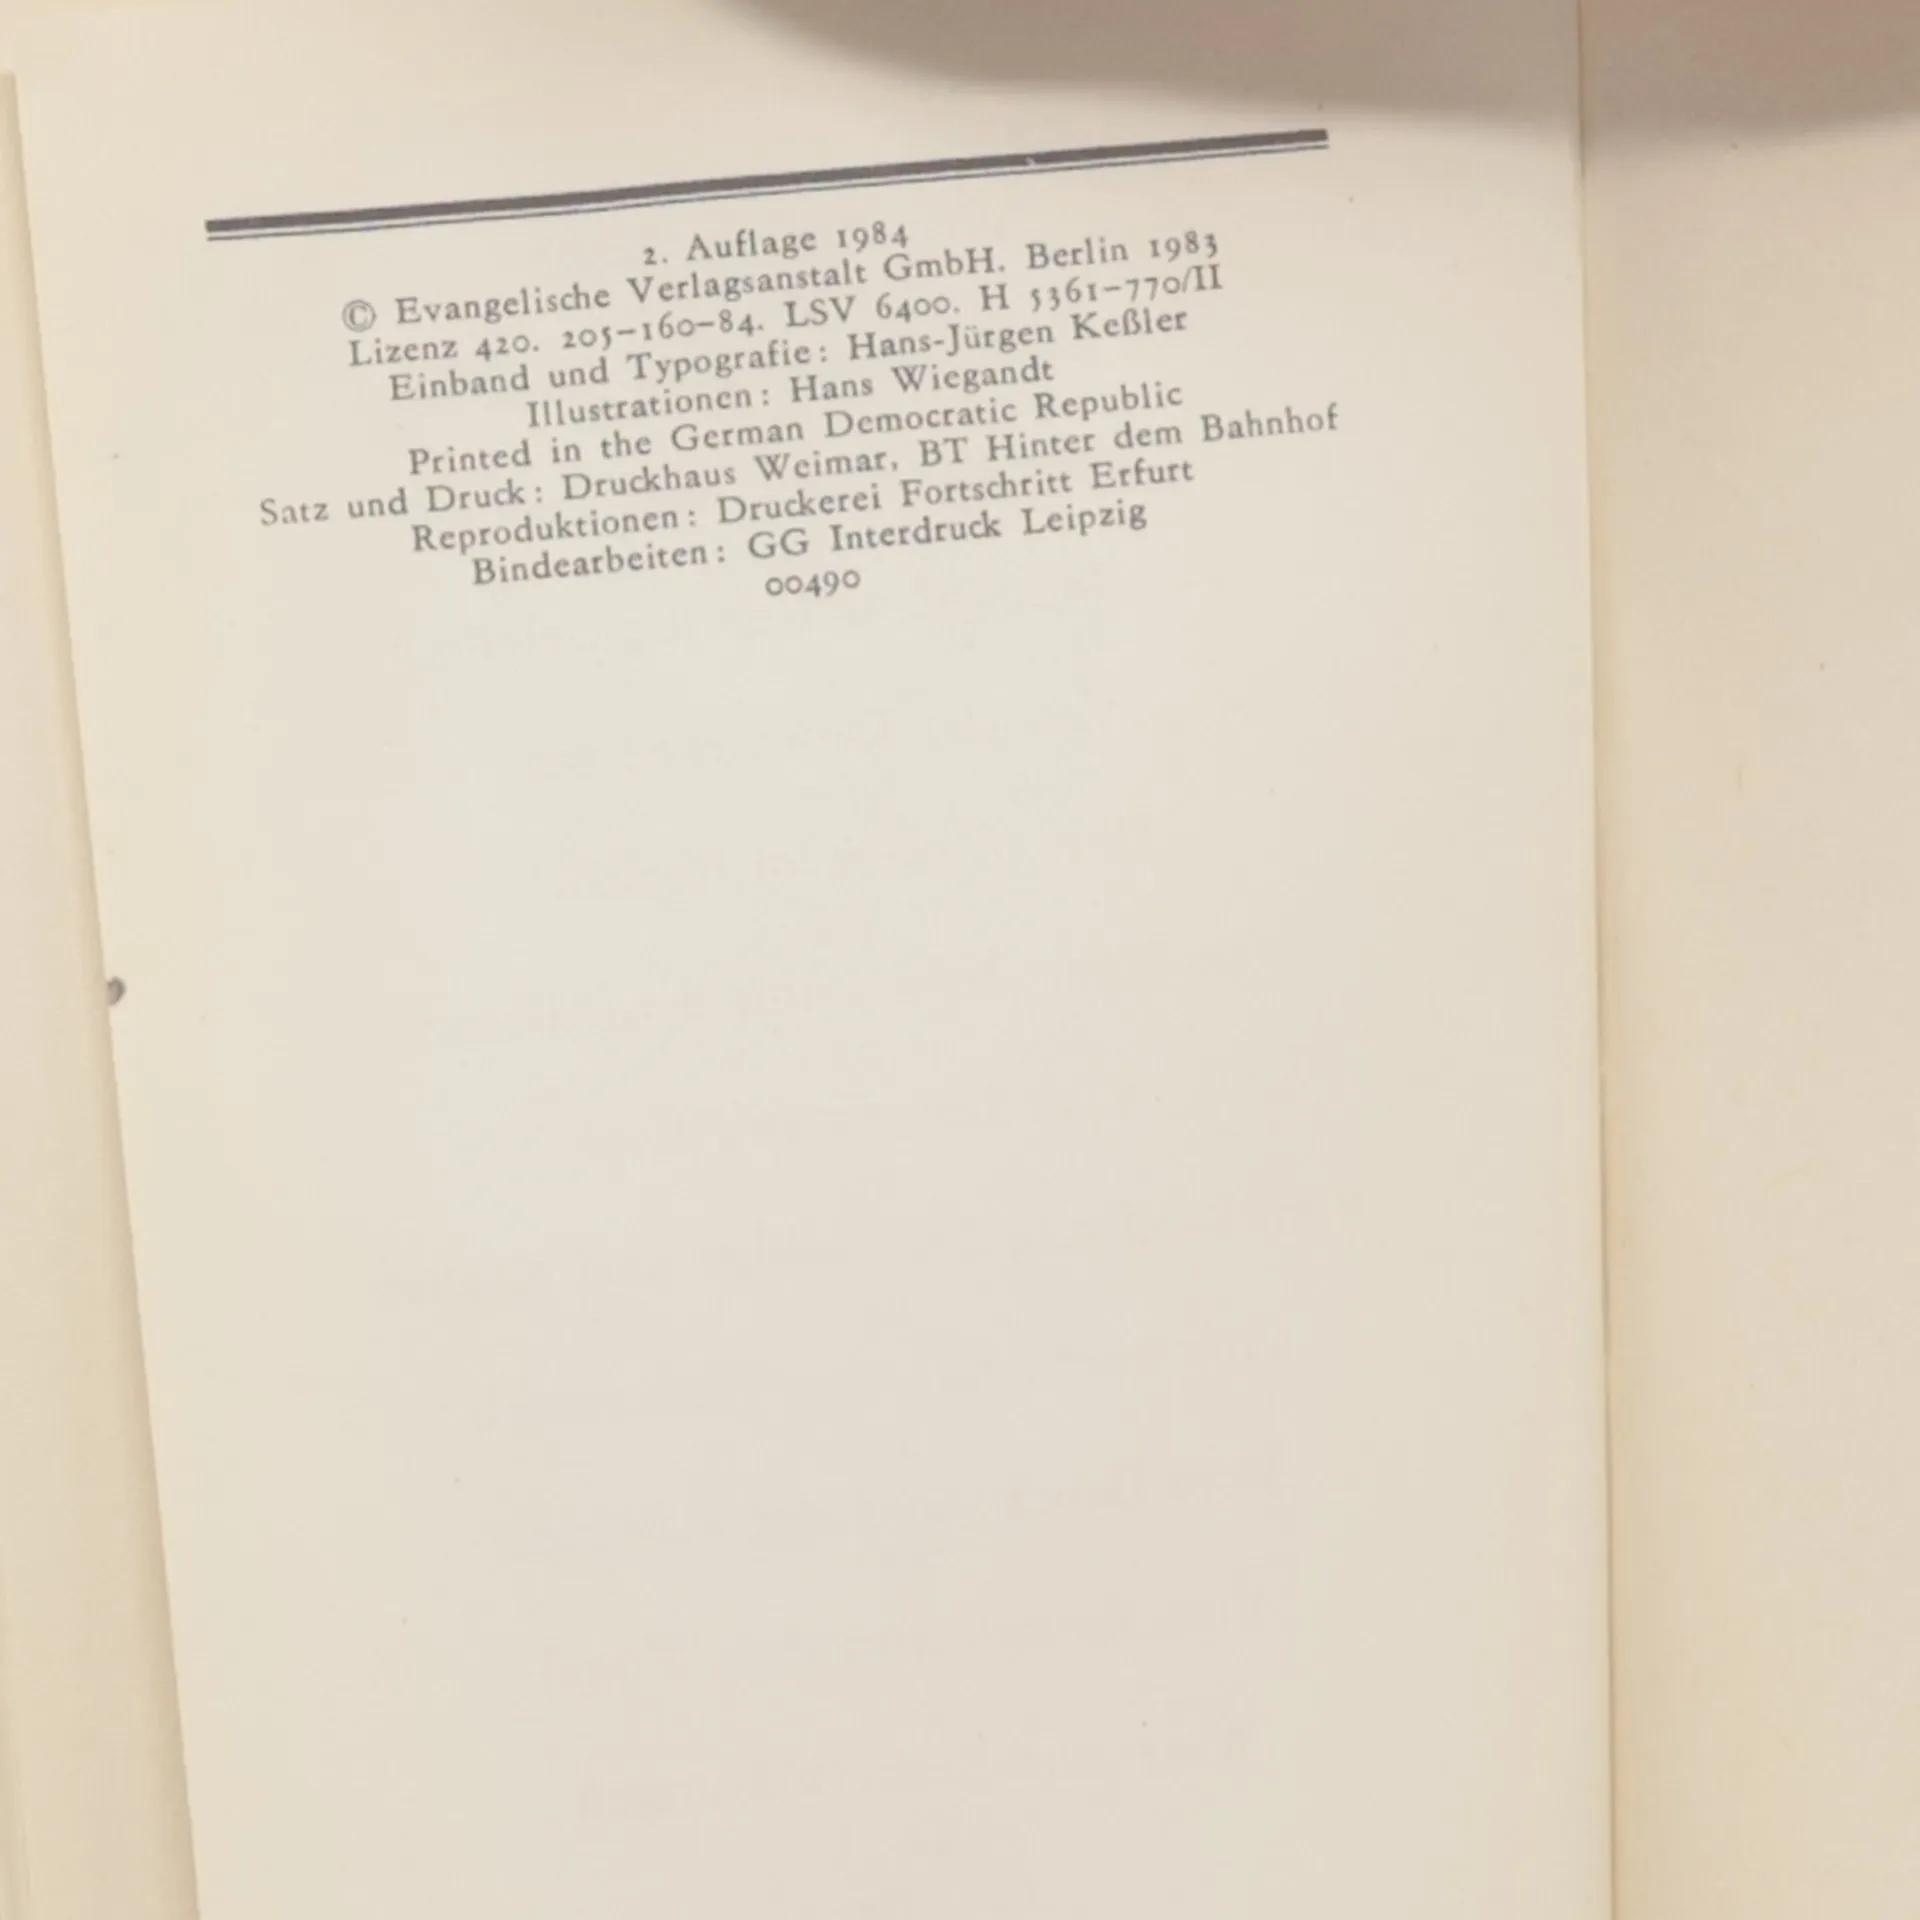 2. Auflage 1984
© Evangelische Verlagsanstalt GmbH. Berlin 1983
Lizenz 420. 205–160–84. LSV 6400. H 5361–770/II
Einband und Typografie: Hans-Jürgen Keßler
Illustrationen: Hans Wiegandt
Printed in the German Democratic Republic
Satz und Druck: Druckhaus Weimar, BT Hinter dem Bahnhof
Reproduktionen: Druckerei Fortschritt Erfurt
Bindearbeiten: GG Interdruck Leipzig
00490